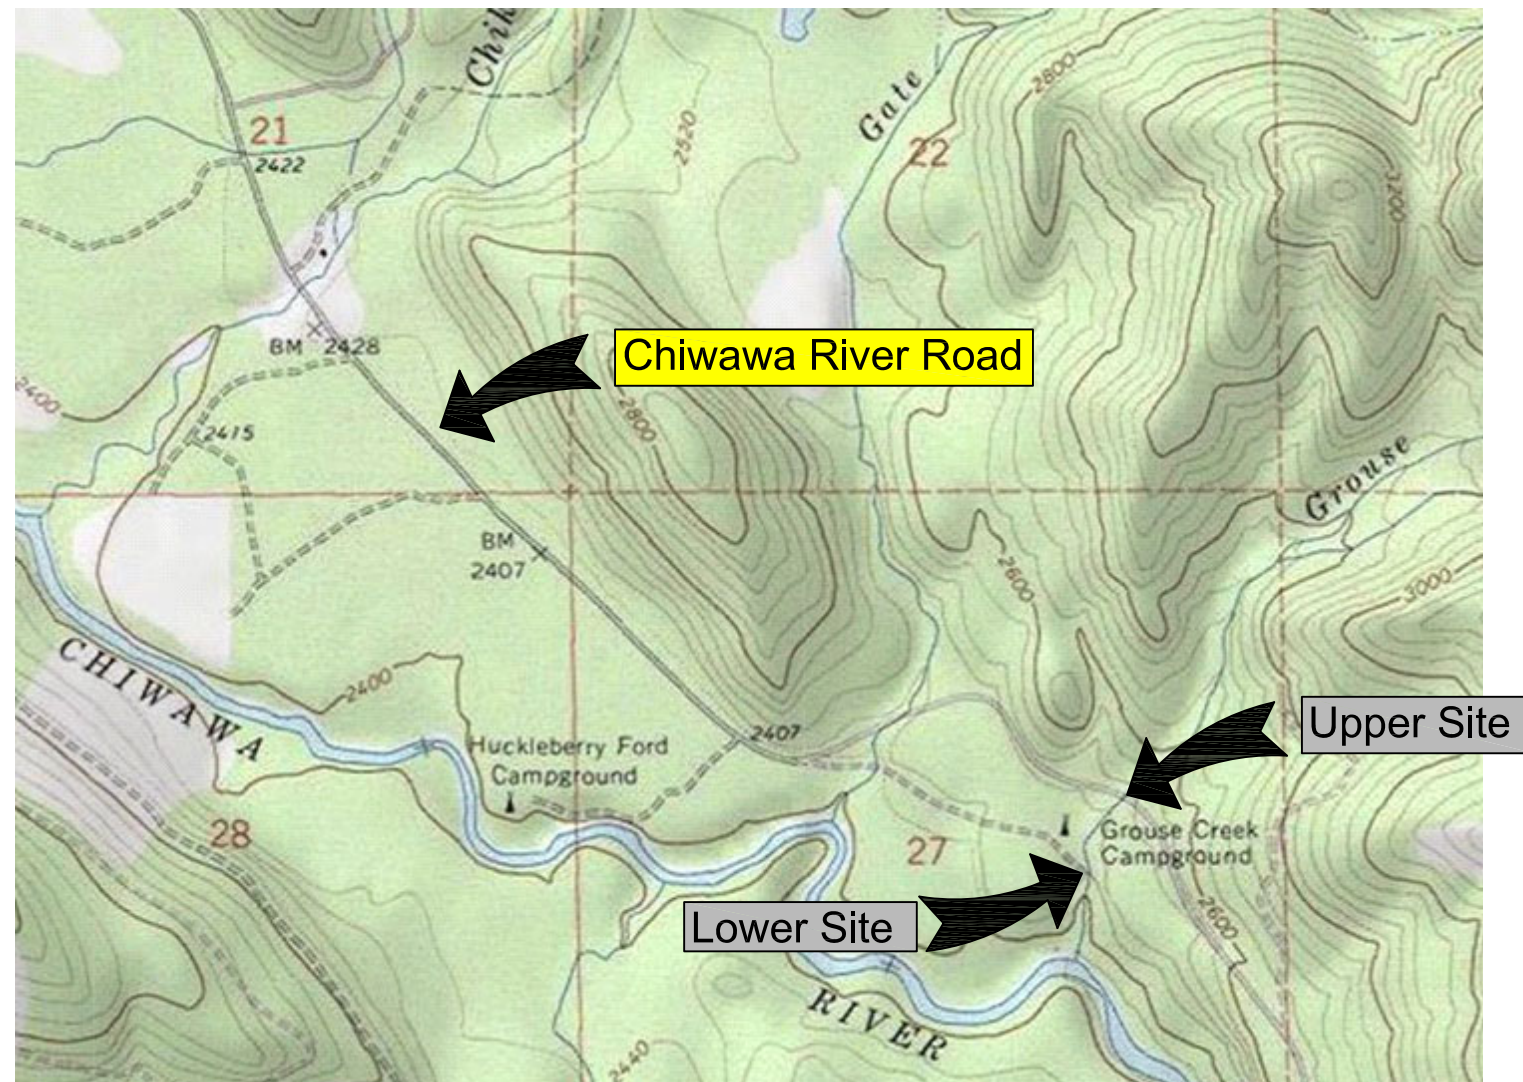 Chik
Gate
2800
2520
21
2422
22
3200
BM 2428
Chiwawa River Road
2400
2800
2415
Grouse
BM
2407
2600
3000
CHIWAWA
2400
Upper Site
2407
Huckleberry Ford
Campground
28
27
Grouse Creek
Campground
Lower Site
2600
RIVER
2440